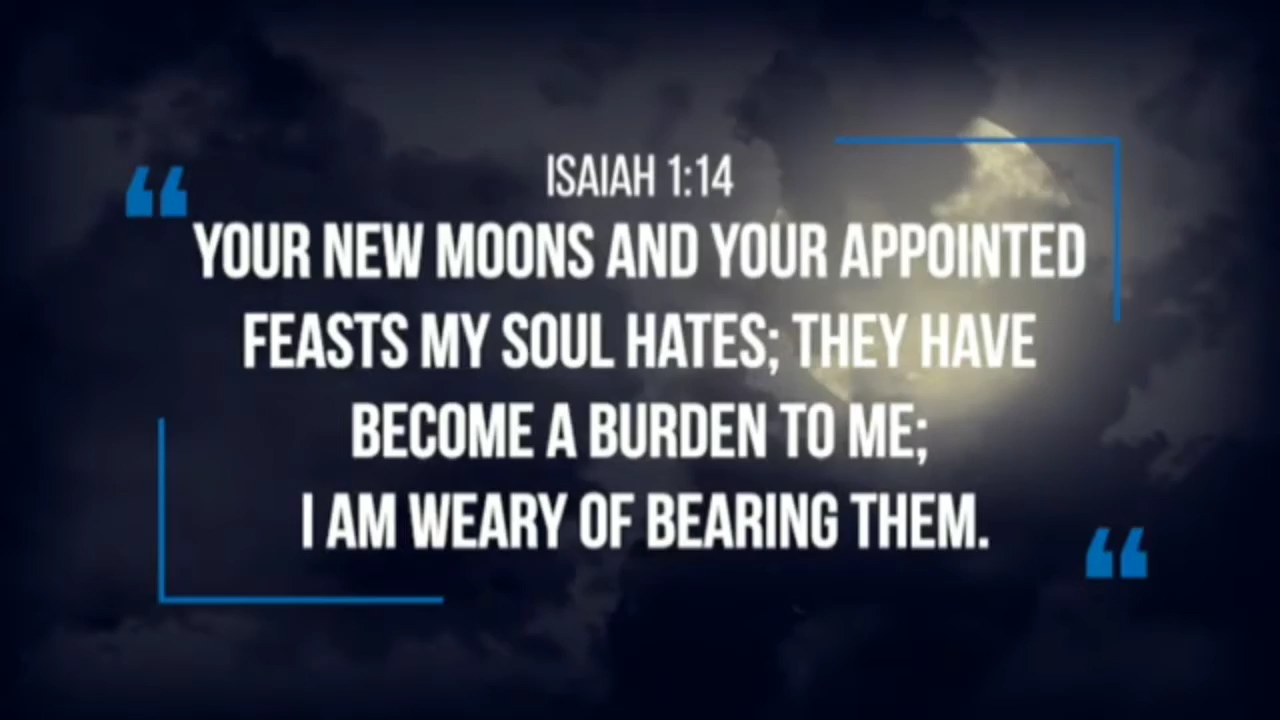 ISAIAH 1:14
“YOUR NEW MOONS AND YOUR APPOINTED
FEASTS MY SOUL HATES; THEY HAVE
BECOME A BURDEN TO ME;
I AM WEARY OF BEARING THEM.“